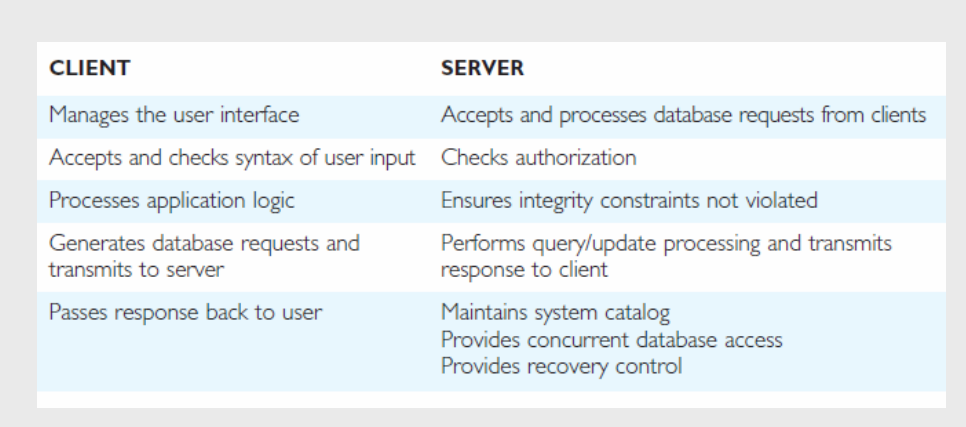 CLIENT SERVER
Manages the user interface Accepts and processes database requests from clients
Accepts and checks syntax of user input Checks authorization
Processes application logic Ensures integrity constraints not violated
Generates database requests and Performs query/update processing and transmits
transmits to server response to client
Passes response back to user Maintains system catalog
Provides concurrent database access
Provides recovery control